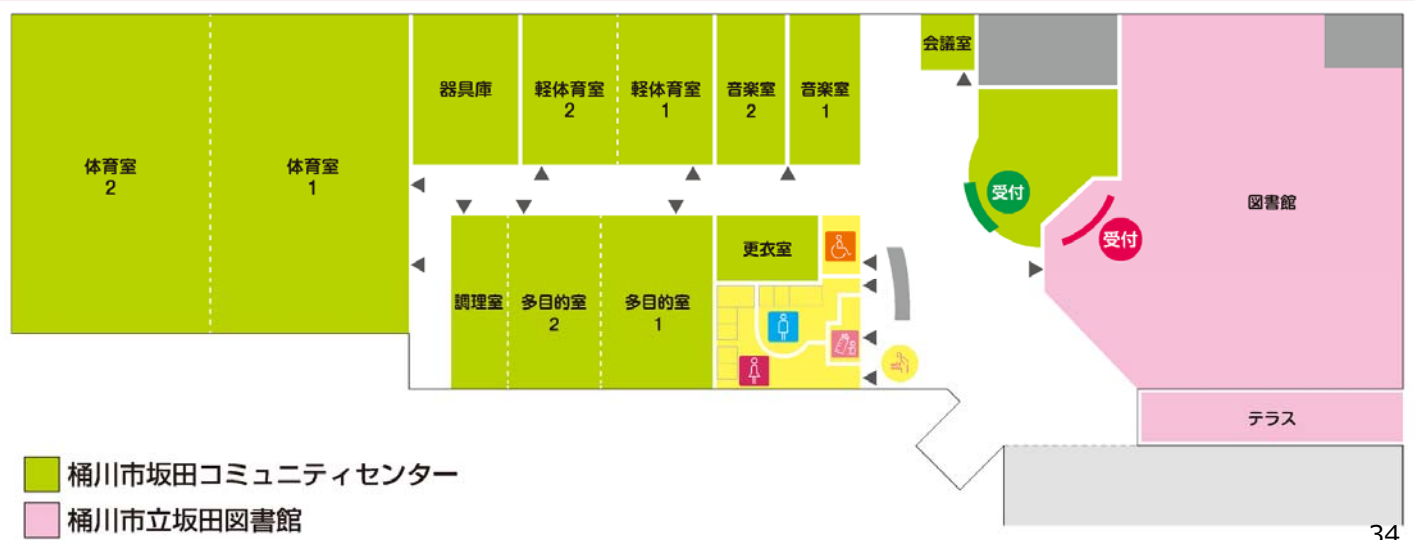 会議室
器具庫
軽体育室
2
軽体育室
1
音楽室
2
音楽室
1
体育室
2
体育室
1
受付
図書館
受付
更衣室
調理室
多目的室
2
多目的室
1
テラス
桶川市坂田コミュニティセンター
桶川市立坂田図書館
34